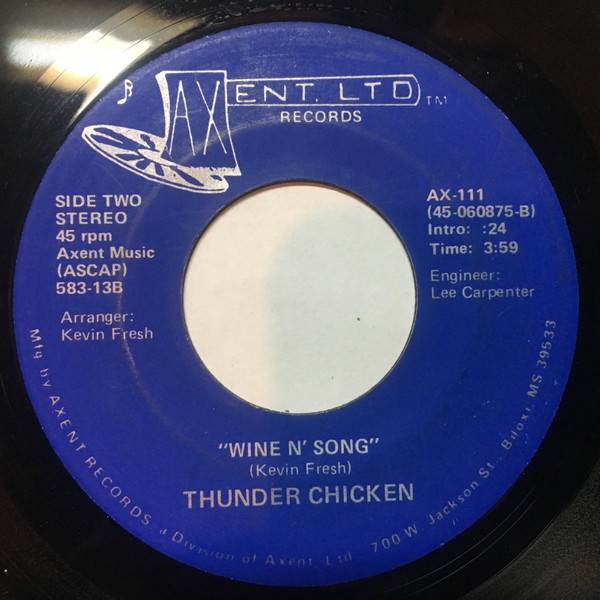 AXENT. LTD TM
RECORDS
SIDE TWO
STEREO
45 rpm
Axent Music
(ASCAP)
583-13B
Arranger:
Kevin Fresh
AX-111
(45-060875-B)
Intro: :24
Time: 3:59
Engineer:
Lee Carpenter
"WINE N' SONG"
(Kevin Fresh)
THUNDER CHICKEN
Mfg by AXENT RECORDS a Division of Axent, Ltd. 700 W. Jackson St., Biloxi, MS 39533